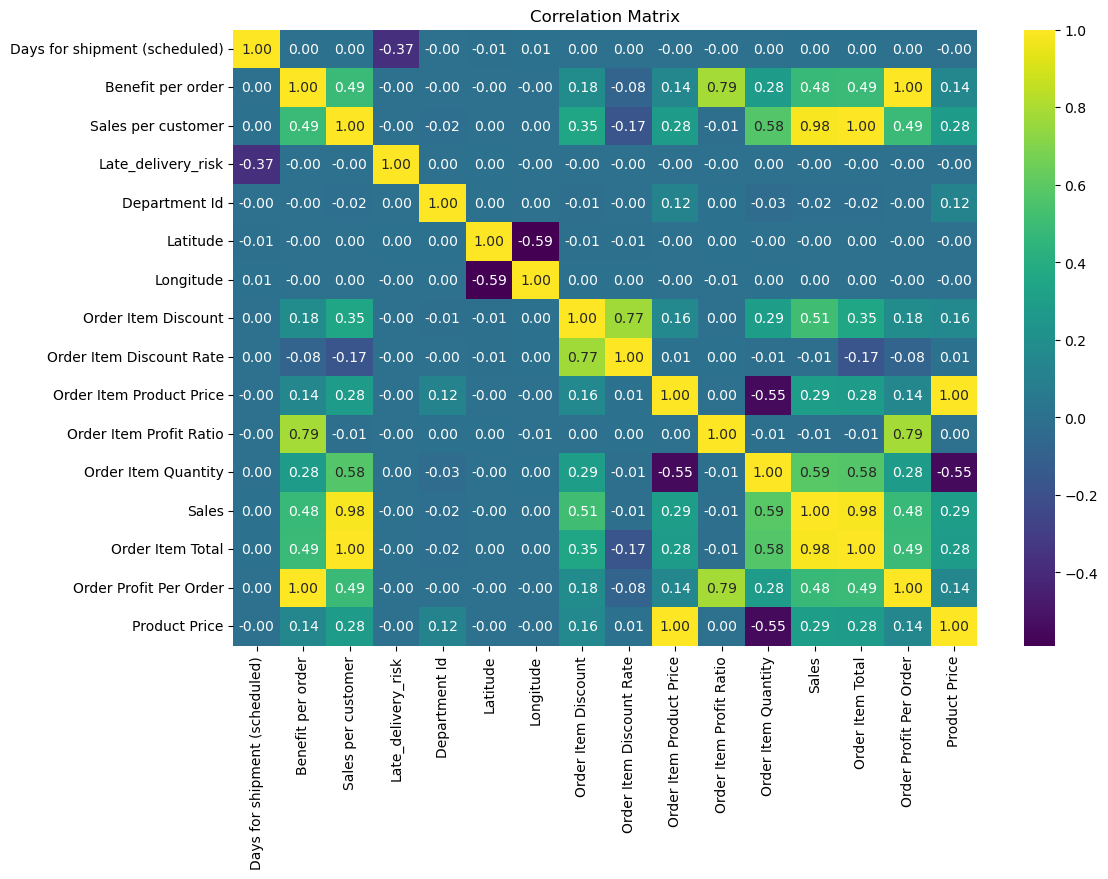 Correlation Matrix
Days for shipment (scheduled) 1.00 0.00 0.00 -0.37 -0.00 -0.01 0.01 0.00 0.00 -0.00 -0.00 0.00 0.00 0.00 0.00 -0.00
Benefit per order 0.00 1.00 0.49 -0.00 -0.00 -0.00 -0.00 0.18 -0.08 0.14 0.79 0.28 0.48 0.49 1.00 0.14
Sales per customer 0.00 0.49 1.00 -0.00 -0.02 0.00 0.00 0.35 -0.17 0.28 -0.01 0.58 0.98 1.00 0.49 0.28
Late_delivery_risk -0.37 -0.00 -0.00 1.00 0.00 0.00 -0.00 -0.00 -0.00 -0.00 -0.00 0.00 -0.00 -0.00 -0.00 -0.00
Department Id -0.00 -0.00 -0.02 0.00 1.00 0.00 0.00 -0.01 -0.00 0.12 0.00 -0.03 -0.02 -0.02 -0.00 0.12
Latitude -0.01 -0.00 0.00 0.00 0.00 1.00 -0.59 -0.01 -0.01 -0.00 0.00 -0.00 -0.00 0.00 -0.00 -0.00
Longitude 0.01 -0.00 0.00 -0.00 0.00 -0.59 1.00 0.00 0.00 -0.00 -0.01 0.00 0.00 0.00 -0.00 -0.00
Order Item Discount 0.00 0.18 0.35 -0.00 -0.01 -0.01 0.00 1.00 0.77 0.16 0.00 0.29 0.51 0.35 0.18 0.16
Order Item Discount Rate 0.00 -0.08 -0.17 -0.00 -0.00 -0.01 0.00 0.77 1.00 0.01 0.00 -0.01 -0.01 -0.17 -0.08 0.01
Order Item Product Price -0.00 0.14 0.28 -0.00 0.12 -0.00 -0.00 0.16 0.01 1.00 0.00 -0.55 0.29 0.28 0.14 1.00
Order Item Profit Ratio -0.00 0.79 -0.01 -0.00 0.00 0.00 -0.01 0.00 0.00 0.00 1.00 -0.01 -0.01 -0.01 0.79 0.00
Order Item Quantity 0.00 0.28 0.58 0.00 -0.03 -0.00 0.00 0.29 -0.01 -0.55 -0.01 1.00 0.59 0.58 0.28 -0.55
Sales 0.00 0.48 0.98 -0.00 -0.02 -0.00 0.00 0.51 -0.01 0.29 -0.01 0.59 1.00 0.98 0.48 0.29
Order Item Total 0.00 0.49 1.00 -0.00 -0.02 0.00 0.00 0.35 -0.17 0.28 -0.01 0.58 0.98 1.00 0.49 0.28
Order Profit Per Order 0.00 1.00 0.49 -0.00 -0.00 -0.00 -0.00 0.18 -0.08 0.14 0.79 0.28 0.48 0.49 1.00 0.14
Product Price -0.00 0.14 0.28 -0.00 0.12 -0.00 -0.00 0.16 0.01 1.00 0.00 -0.55 0.29 0.28 0.14 1.00
Days for shipment (scheduled)
Benefit per order
Sales per customer
Late_delivery_risk
Department Id
Latitude
Longitude
Order Item Discount
Order Item Discount Rate
Order Item Product Price
Order Item Profit Ratio
Order Item Quantity
Sales
Order Item Total
Order Profit Per Order
Product Price
1.0
0.8
0.6
0.4
0.2
0.0
−0.2
−0.4